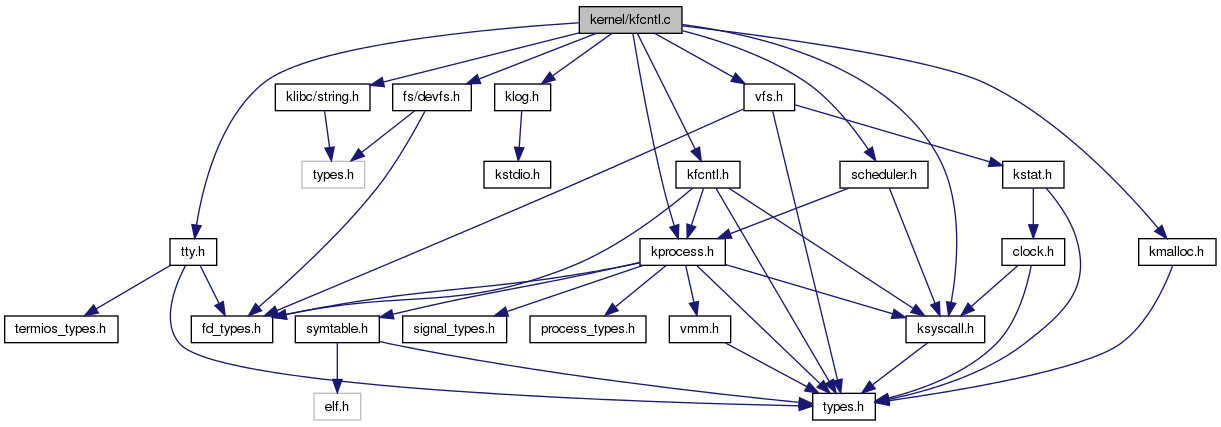 kernel/kfcntl.c
klibc/string.h
fs/devfs.h
klog.h
vfs.h
types.h
kstdio.h
kfcntl.h
scheduler.h
kstat.h
tty.h
kprocess.h
clock.h
kmalloc.h
termios_types.h
fd_types.h
symtable.h
signal_types.h
process_types.h
vmm.h
ksyscall.h
elf.h
types.h